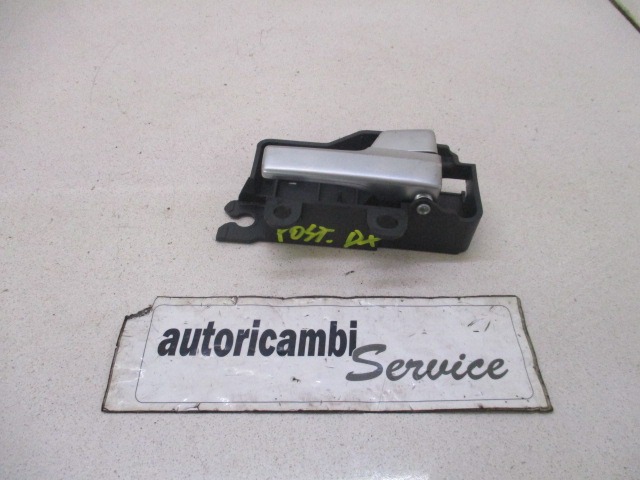 POST. DX
autoricambi
Service